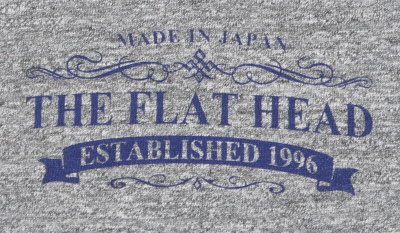 MADE IN JAPAN
THE FLAT HEAD
ESTABLISHED 1996